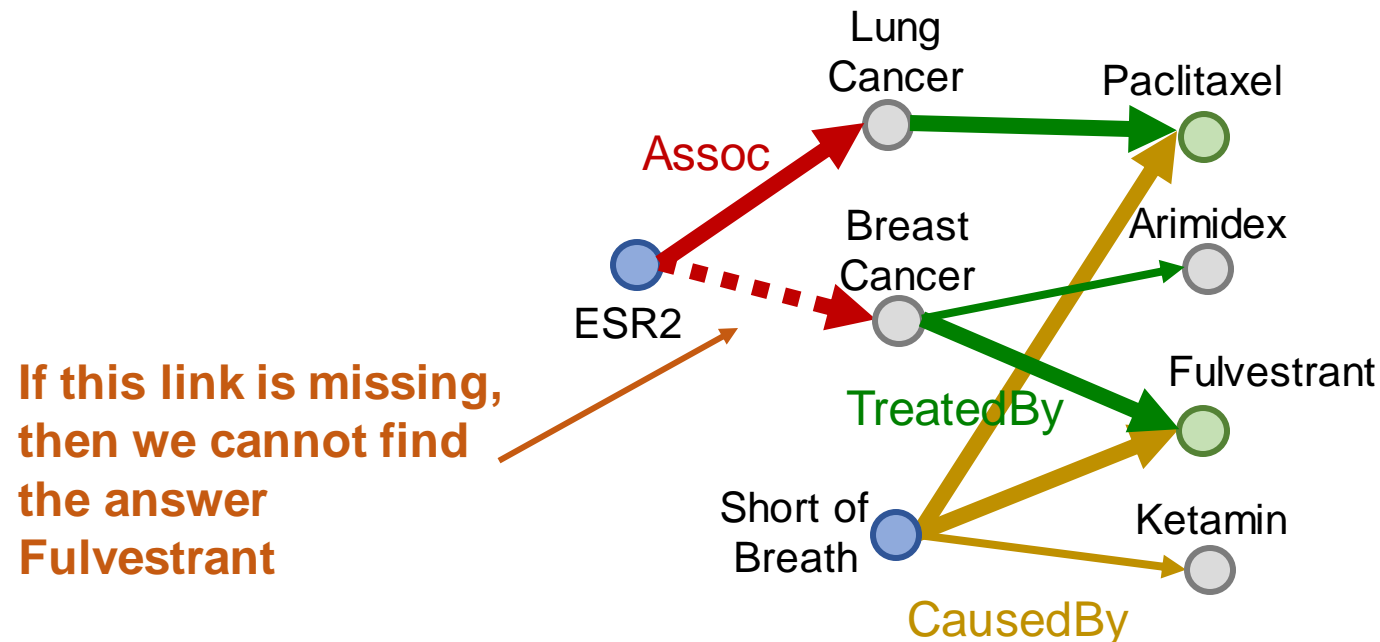 Lung
Cancer
Paclitaxel
Assoc
Breast
Cancer
Arimidex
ESR2
If this link is missing,
then we cannot find
the answer
Fulvestrant
Fulvestrant
TreatedBy
Short of
Breath
Ketamin
CausedBy